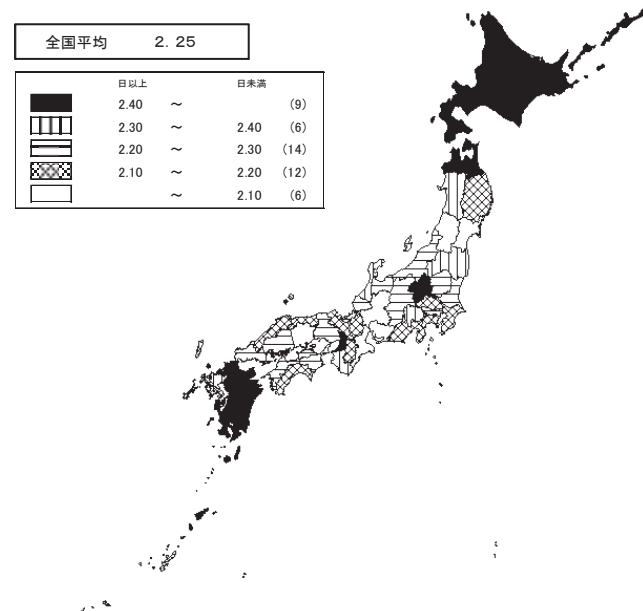 全国平均 2.25
日以上 日未満
2.40 ～ (9)
2.30 ～ 2.40 (6)
2.20 ～ 2.30 (14)
2.10 ～ 2.20 (12)
～ 2.10 (6)